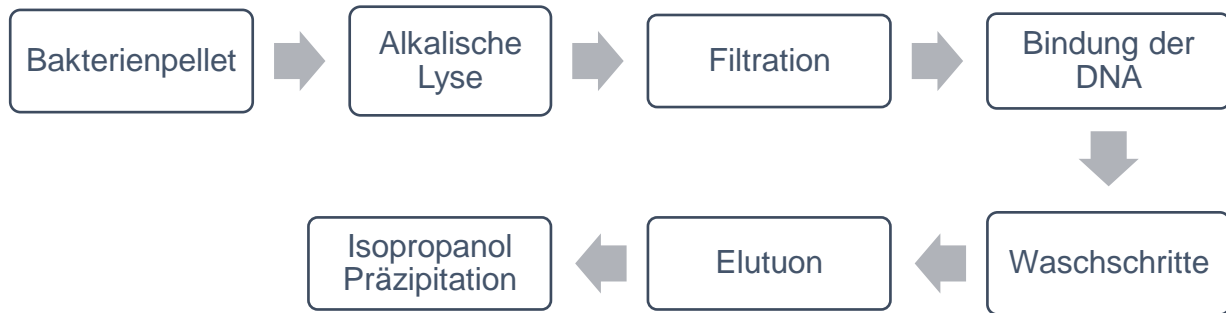 Bakterienpellet
Alkalische
Lyse
Filtration
Bindung der
DNA
Waschschritte
Elutuon
Isopropanol
Präzipitation